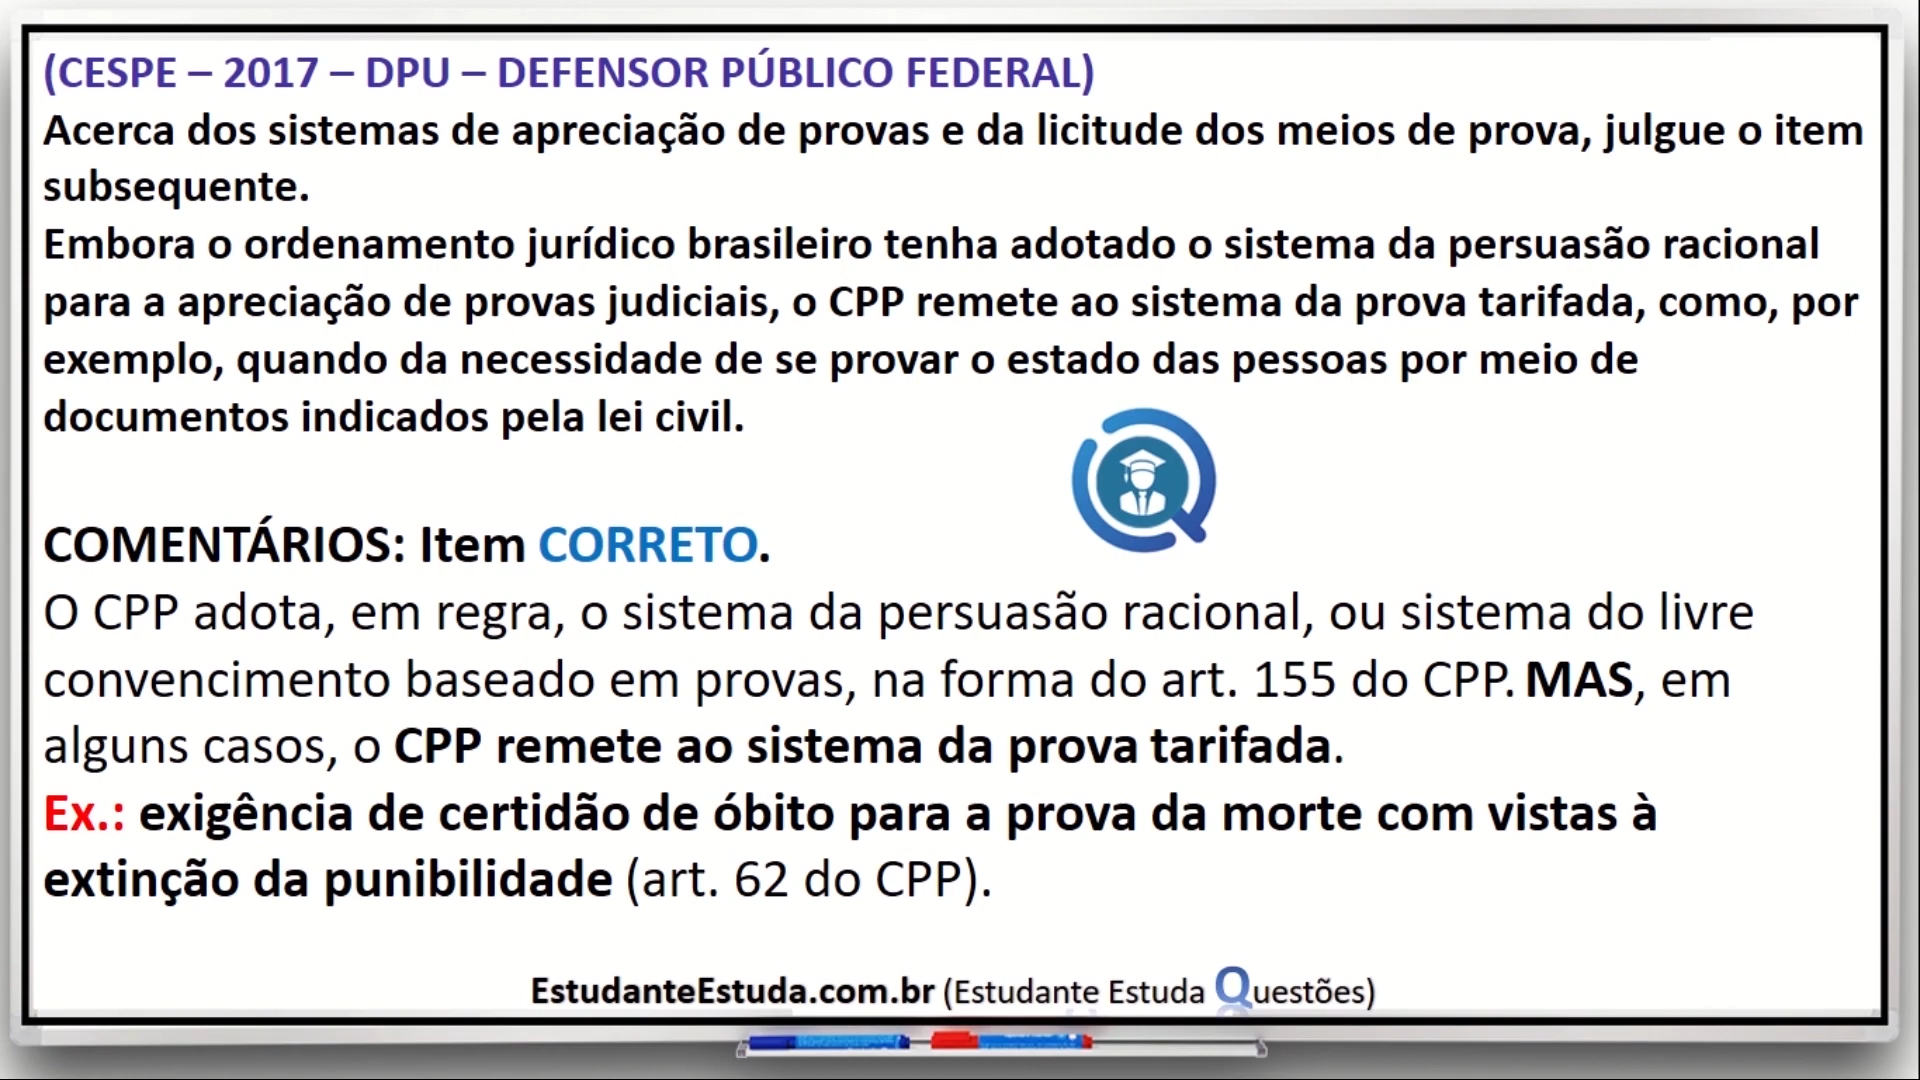 (CESPE – 2017 – DPU – DEFENSOR PÚBLICO FEDERAL)
Acerca dos sistemas de apreciação de provas e da licitude dos meios de prova, julgue o item
subsequente.
Embora o ordenamento jurídico brasileiro tenha adotado o sistema da persuasão racional
para a apreciação de provas judiciais, o CPP remete ao sistema da prova tarifada, como, por
exemplo, quando da necessidade de se provar o estado das pessoas por meio de
documentos indicados pela lei civil.
COMENTÁRIOS: Item CORRETO.
O CPP adota, em regra, o sistema da persuasão racional, ou sistema do livre
convencimento baseado em provas, na forma do art. 155 do CPP. MAS, em
alguns casos, o CPP remete ao sistema da prova tarifada.
Ex.: exigência de certidão de óbito para a prova da morte com vistas à
extinção da punibilidade (art. 62 do CPP).
EstudanteEstuda.com.br (Estudante Estuda Questões)